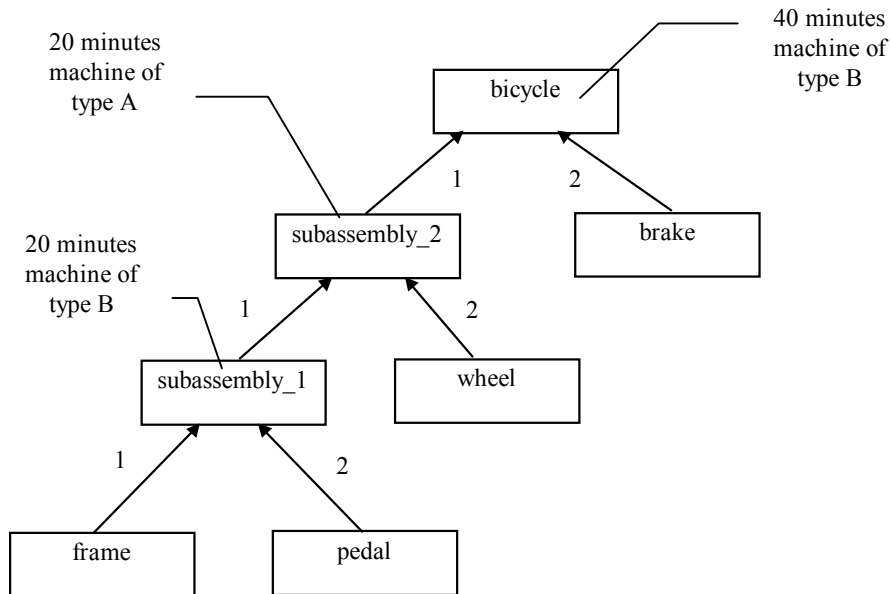 40 minutes
machine of
type B
20 minutes
machine of
type A
bicycle
1
2
subassembly_2
brake
20 minutes
machine of
type B
1
2
subassembly_1
wheel
1
2
frame
pedal